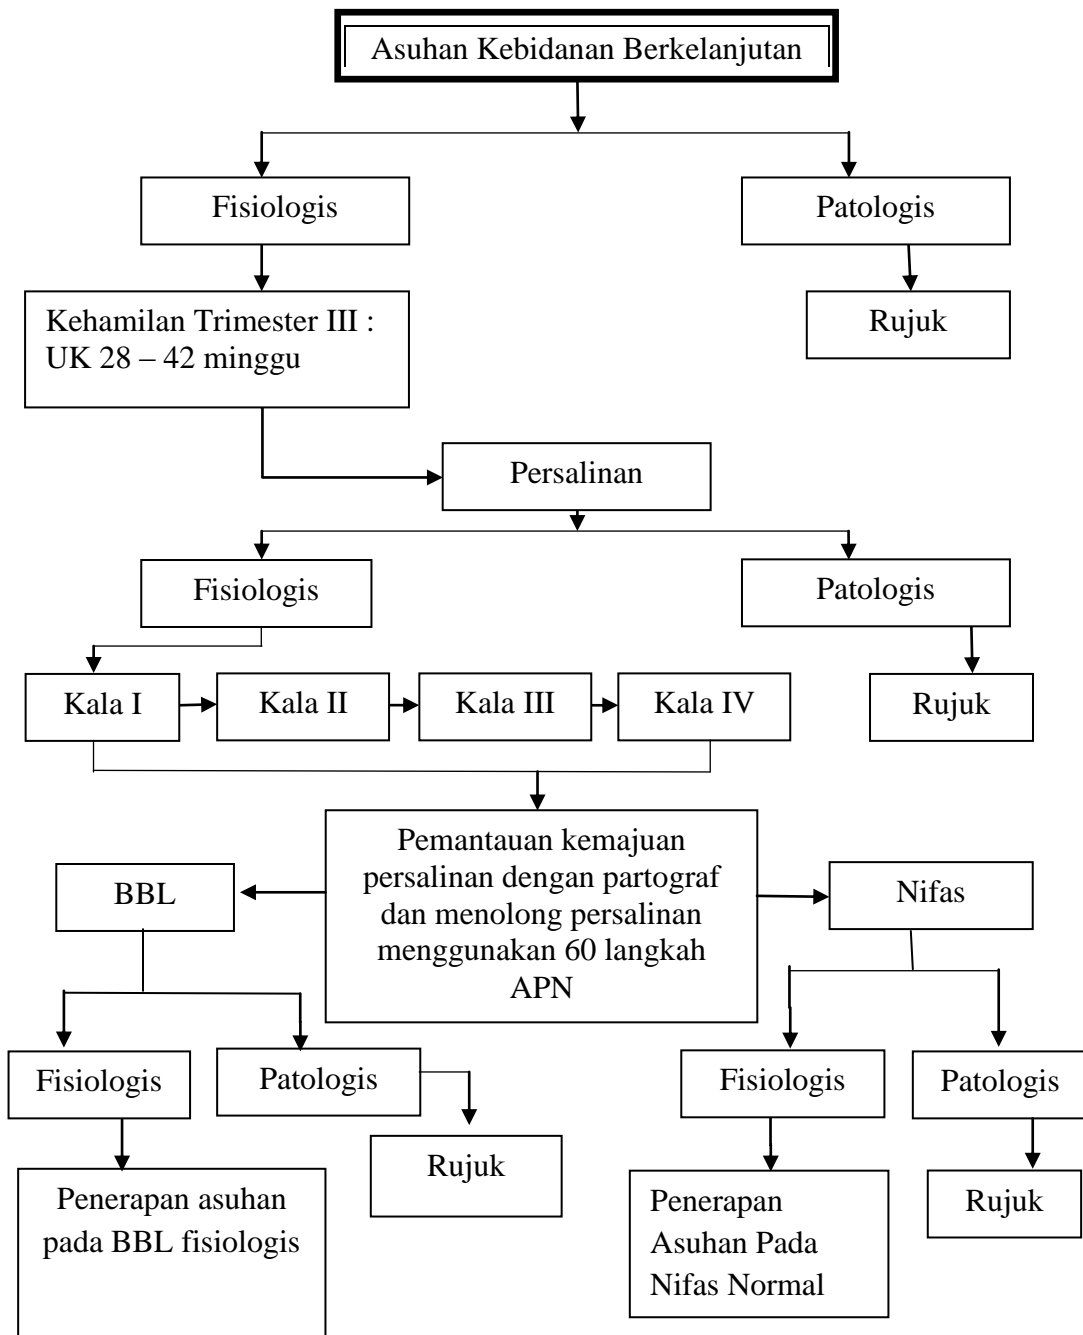 Asuhan Kebidanan Berkelanjutan
Fisiologis
Patologis
Kehamilan Trimester III :
UK 28 – 42 minggu
Rujuk
Persalinan
Fisiologis
Patologis
Kala I
Kala II
Kala III
Kala IV
Rujuk
Pemantauan kemajuan
persalinan dengan partograf
dan menolong persalinan
menggunakan 60 langkah
APN
BBL
Nifas
Fisiologis
Patologis
Fisiologis
Patologis
Penerapan asuhan
pada BBL fisiologis
Rujuk
Penerapan
Asuhan Pada
Nifas Normal
Rujuk